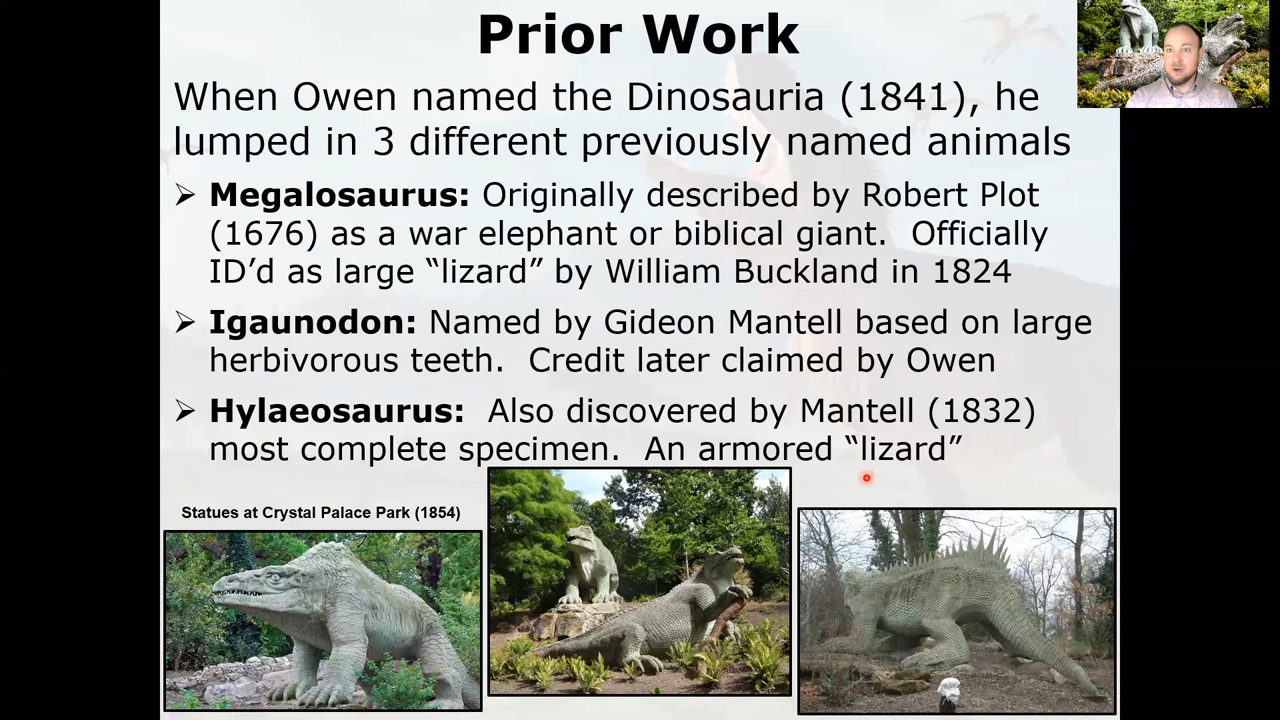 Prior Work
When Owen named the Dinosauria (1841), he
lumped in 3 different previously named animals
➢ Megalosaurus: Originally described by Robert Plot
(1676) as a war elephant or biblical giant.  Officially
ID’d as large “lizard” by William Buckland in 1824
➢ Igaunodon: Named by Gideon Mantell based on large
herbivorous teeth.  Credit later claimed by Owen
➢ Hylaeosaurus:  Also discovered by Mantell (1832)
most complete specimen.  An armored “lizard”
Statues at Crystal Palace Park (1854)